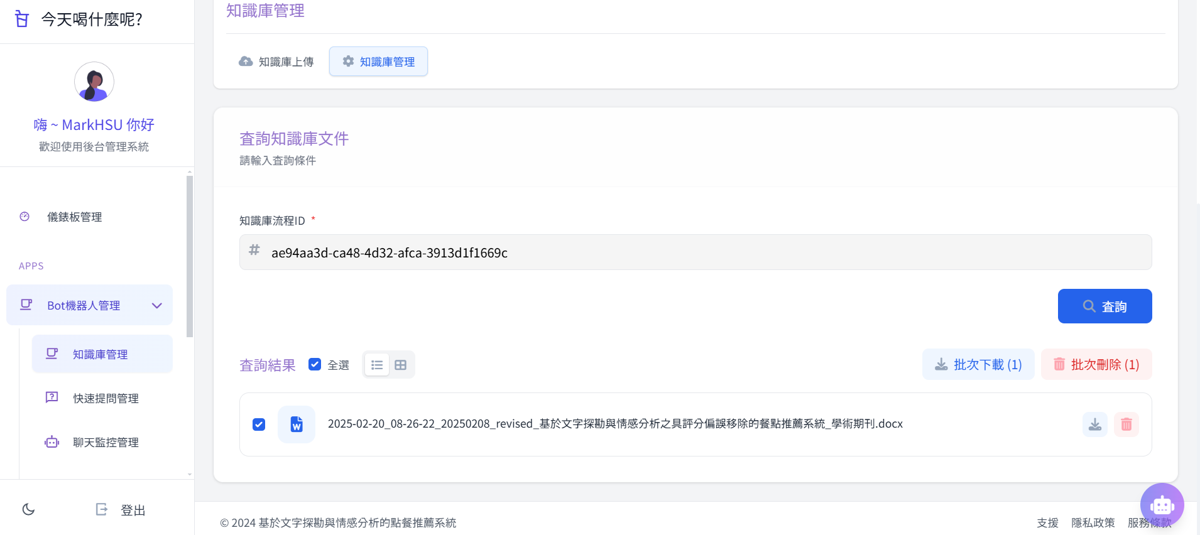 今天喝什麼呢?
嗨 ~ MarkHSU 你好
歡迎使用後台管理系統
儀錶板管理
APPS
Bot機器人管理
知識庫管理
快速提問管理
聊天監控管理
登出
知識庫管理
知識庫上傳
知識庫管理
查詢知識庫文件
請輸入查詢條件
知識庫流程ID *
# ae94aa3d-ca48-4d32-afca-3913d1f1669c
查詢
查詢結果
全選
批次下載 (1)
批次刪除 (1)
2025-02-20_08-26-22_20250208_revised_基於文字探勘與情感分析之具評分偏誤移除的餐點推薦系統_學術期刊.docx
© 2024 基於文字探勘與情感分析的點餐推薦系統
支援
隱私政策
服務條款